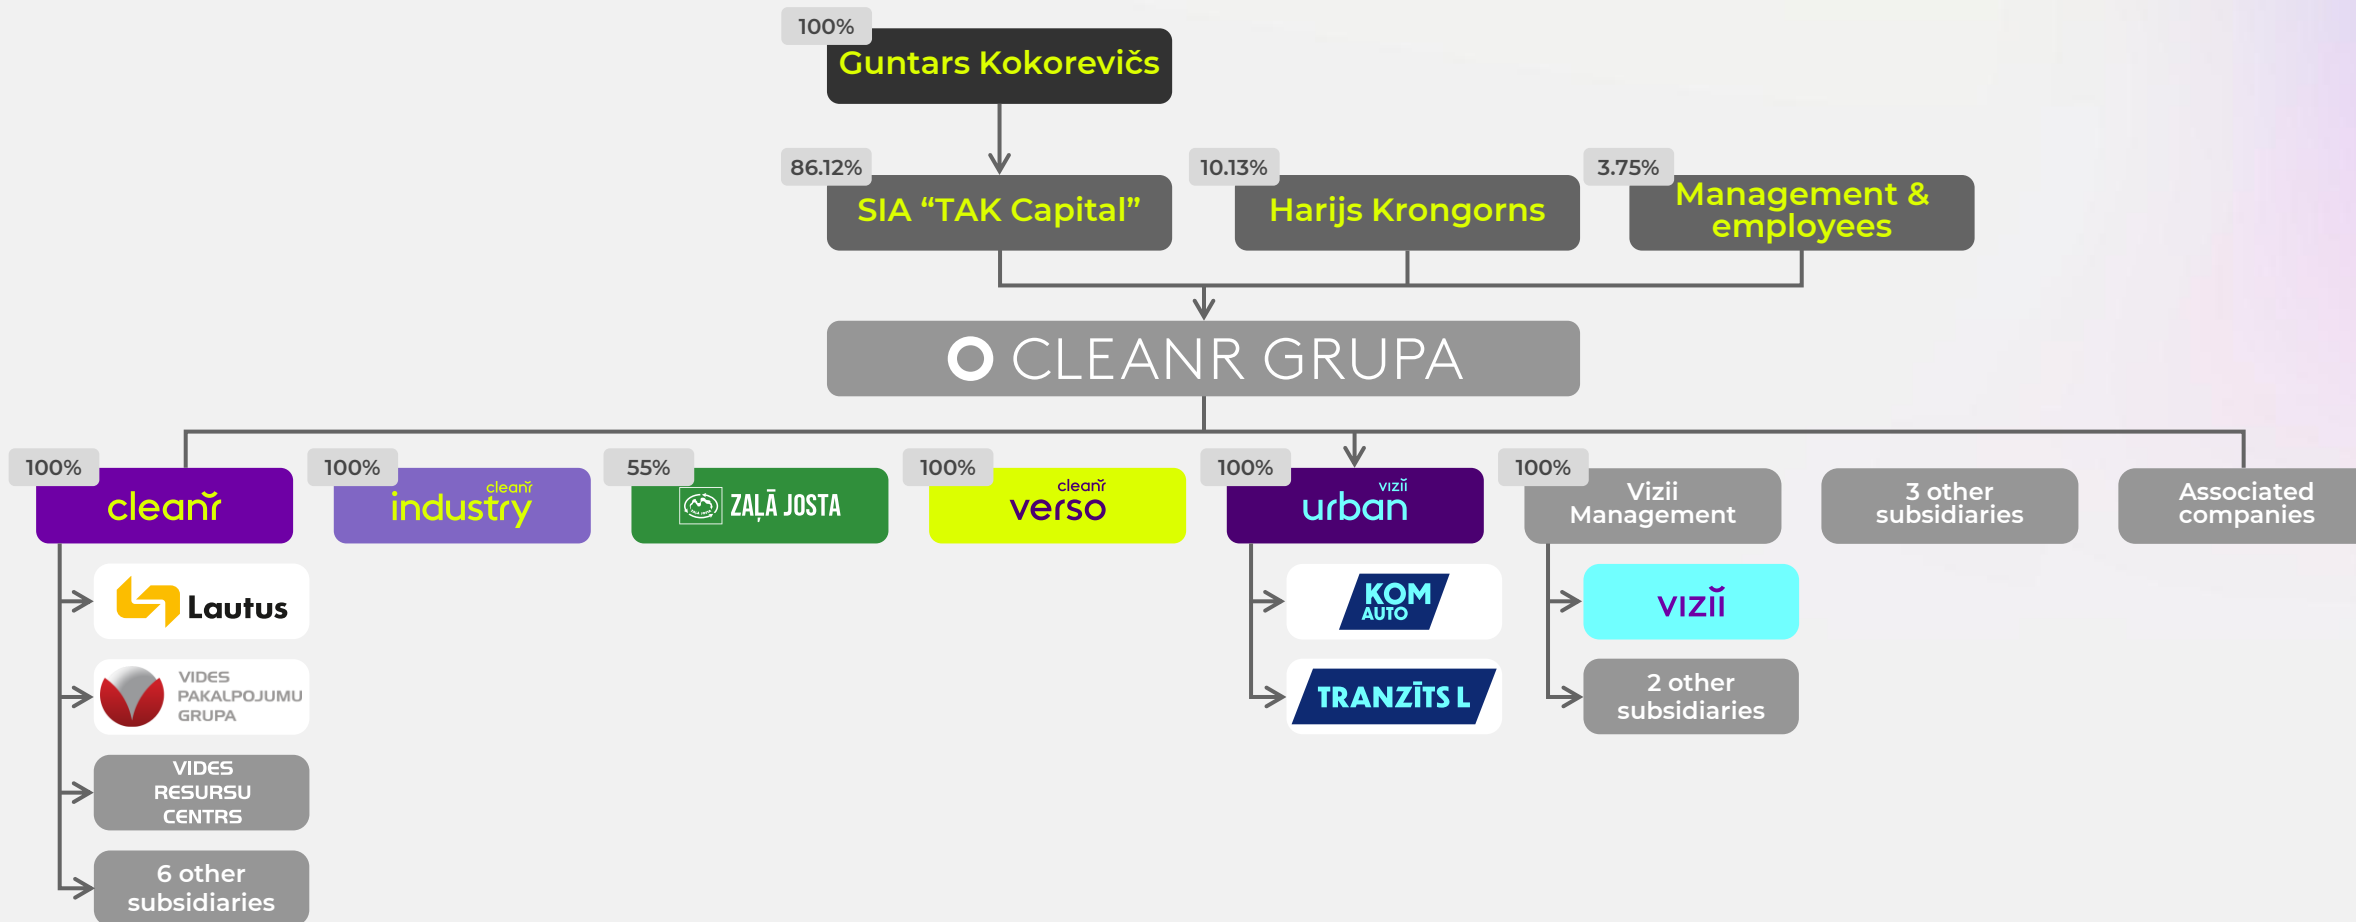 100%
Guntars Kokorevičs
86.12%
SIA “TAK Capital”
10.13%
Harijs Krongorns
3.75%
Management &
employees
CLEANR GRUPA
100%
cleanr̆
100%
cleanr̆
industry
55%
ZAĻĀ JOSTA
100%
cleanr̆
verso
100%
vizii
urban
100%
Vizii
Management
3 other
subsidiaries
Associated
companies
Lautus
VIDES
PAKALPOJUMU
GRUPA
VIDES
RESURSU
CENTRS
6 other
subsidiaries
KOM
AUTO
TRANZĪTS L
vizii
2 other
subsidiaries